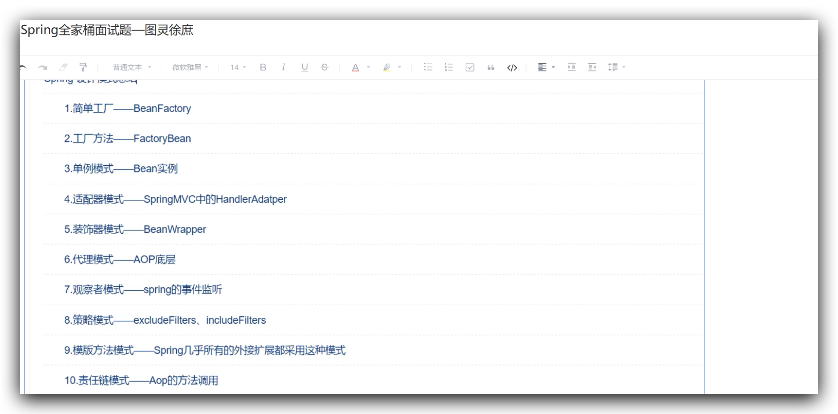 Spring全家桶面试题—图灵徐庶
普通文本
微软雅黑
14
B
I
U
S
A
1.简单工厂——BeanFactory
2.工厂方法——FactoryBean
3.单例模式——Bean实例
4.适配器模式——SpringMVC中的HandlerAdatper
5.装饰器模式——BeanWrapper
6.代理模式——AOP底层
7.观察者模式——spring的事件监听
8.策略模式——excludeFilters、includeFilters
9.模版方法模式——Spring几乎所有的外接扩展都采用这种模式
10.责任链模式——Aop的方法调用